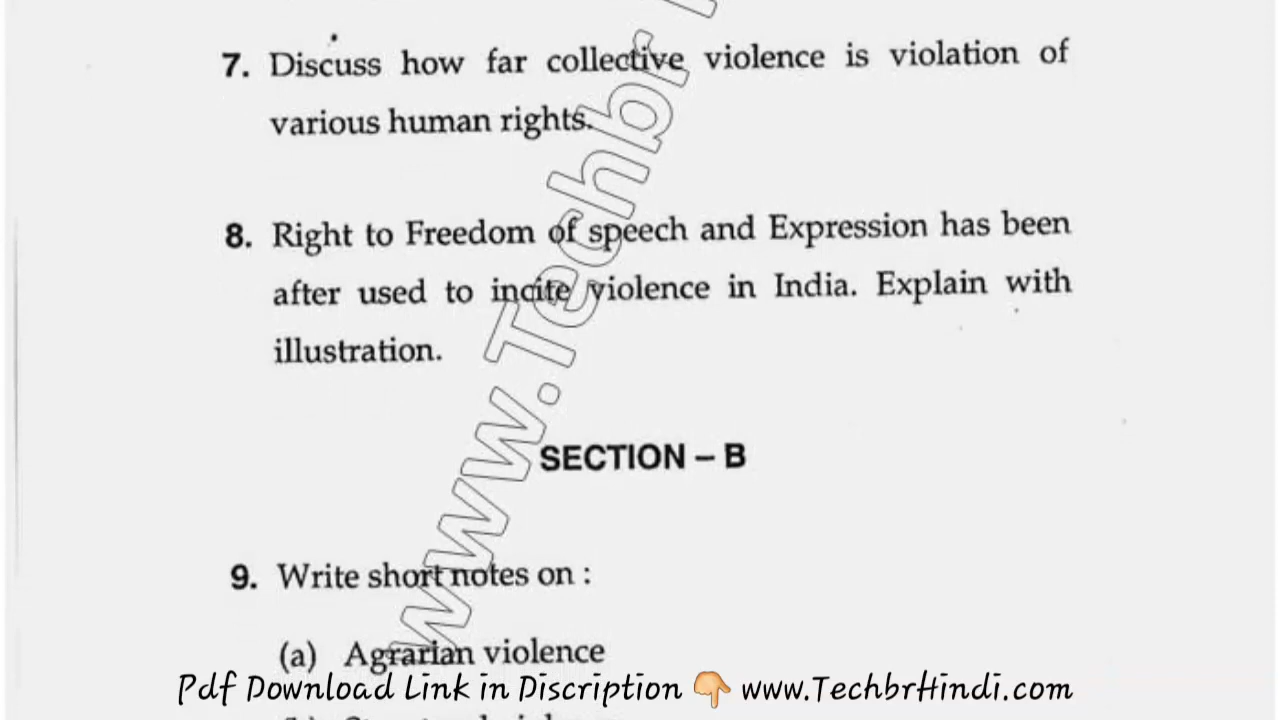 7. Discuss how far collective violence is violation of
various human rights.
8. Right to Freedom of speech and Expression has been
after used to incite violence in India. Explain with
illustration.
SECTION – B
9. Write short notes on :
(a) Agrarian violence
Pdf Download Link in Discription 👇 www.TechbrHindi.com
www.Techbr